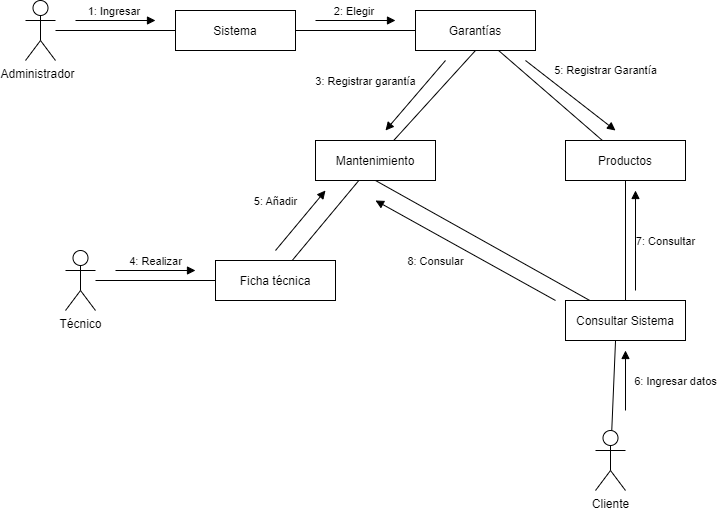 1: Ingresar
2: Elegir
Sistema
Garantías
Administrador
3: Registrar garantía
5: Registrar Garantía
Mantenimiento
Productos
5: Añadir
4: Realizar
7: Consultar
8: Consular
Ficha técnica
Técnico
Consultar Sistema
6: Ingresar datos
Cliente